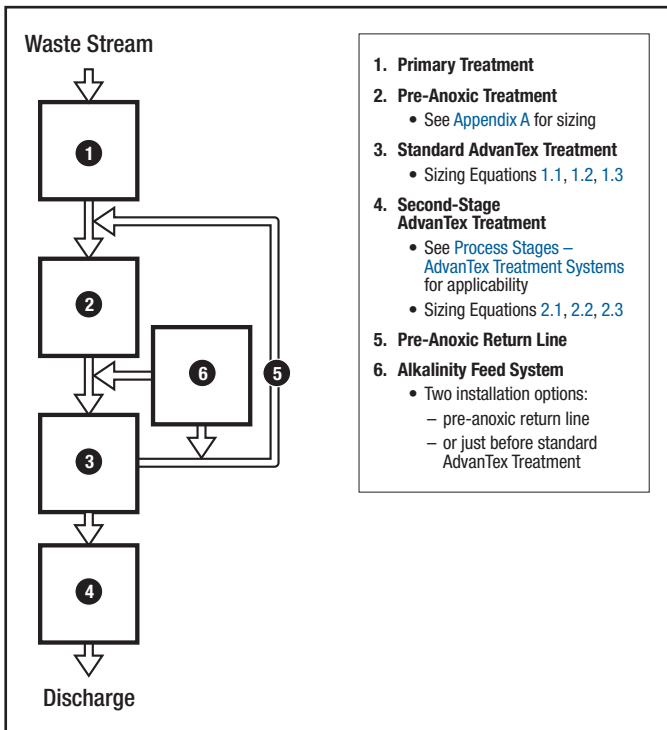 Waste Stream
1
2
6
5
3
4
Discharge
1. Primary Treatment
2. Pre-Anoxic Treatment
• See Appendix A for sizing
3. Standard AdvanTex Treatment
• Sizing Equations 1.1, 1.2, 1.3
4. Second-Stage
AdvanTex Treatment
• See Process Stages –
AdvanTex Treatment Systems
for applicability
• Sizing Equations 2.1, 2.2, 2.3
5. Pre-Anoxic Return Line
6. Alkalinity Feed System
• Two installation options:
– pre-anoxic return line
– or just before standard
AdvanTex Treatment